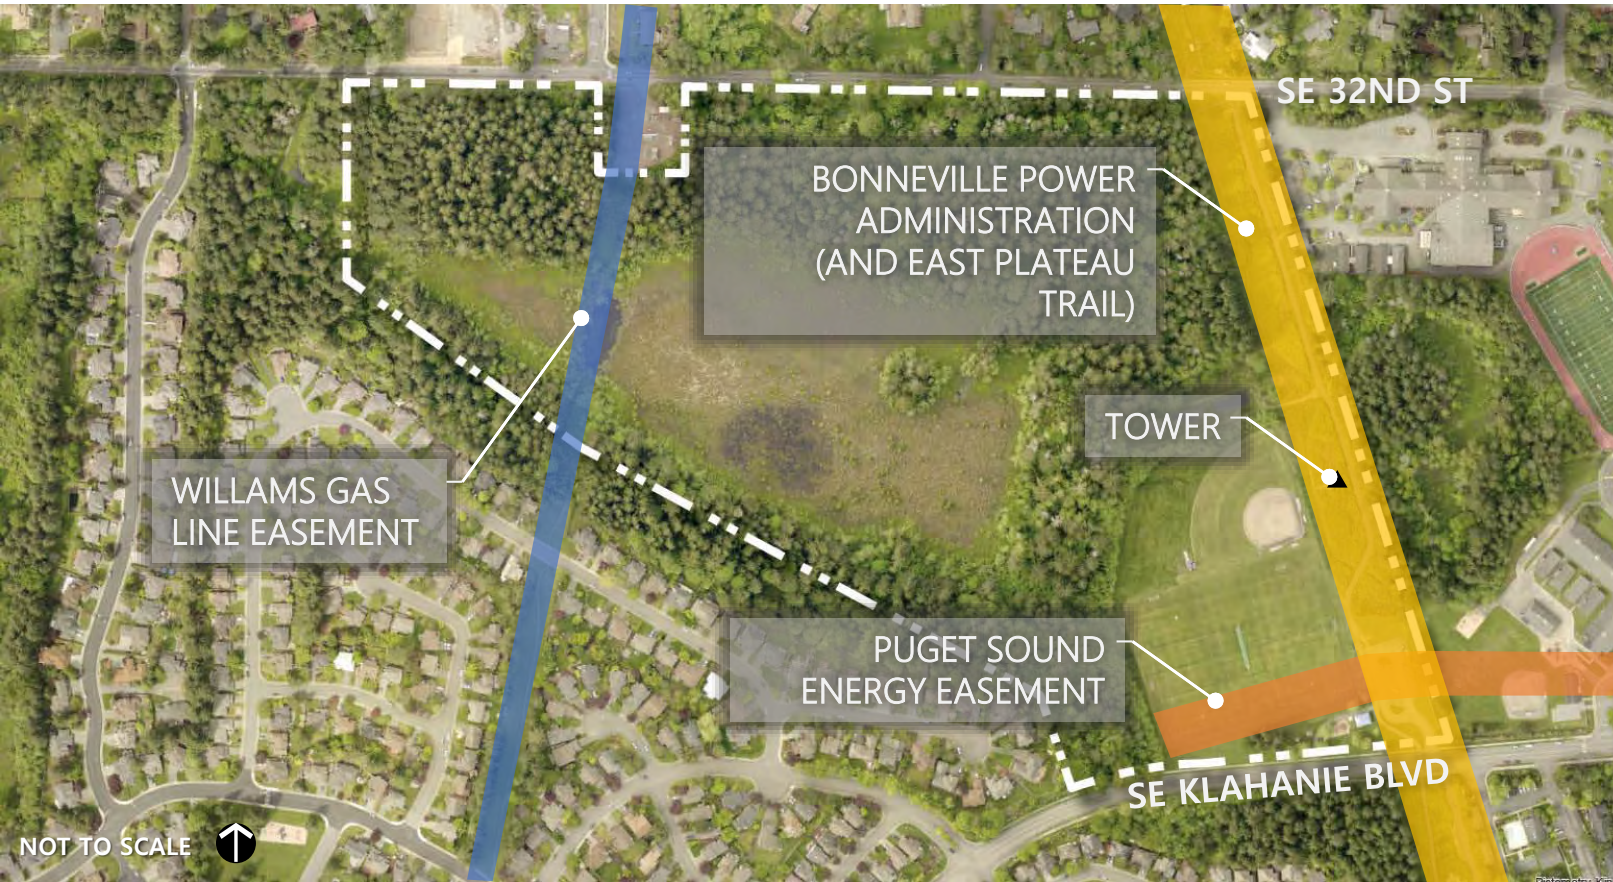 SE 32ND ST
BONNEVILLE POWER
ADMINISTRATION
(AND EAST PLATEAU
TRAIL)
TOWER
WILLAMS GAS
LINE EASEMENT
PUGET SOUND
ENERGY EASEMENT
SE KLAHANIE BLVD
NOT TO SCALE